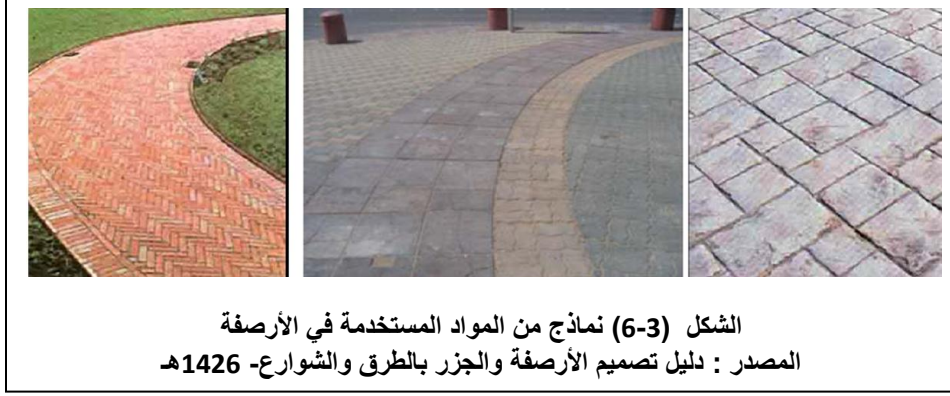 الشكل (3-6) نماذج من المواد المستخدمة في الأرصفة
المصدر : دليل تصميم الأرصفة والجزر بالطرق والشوارع- 1426هـ